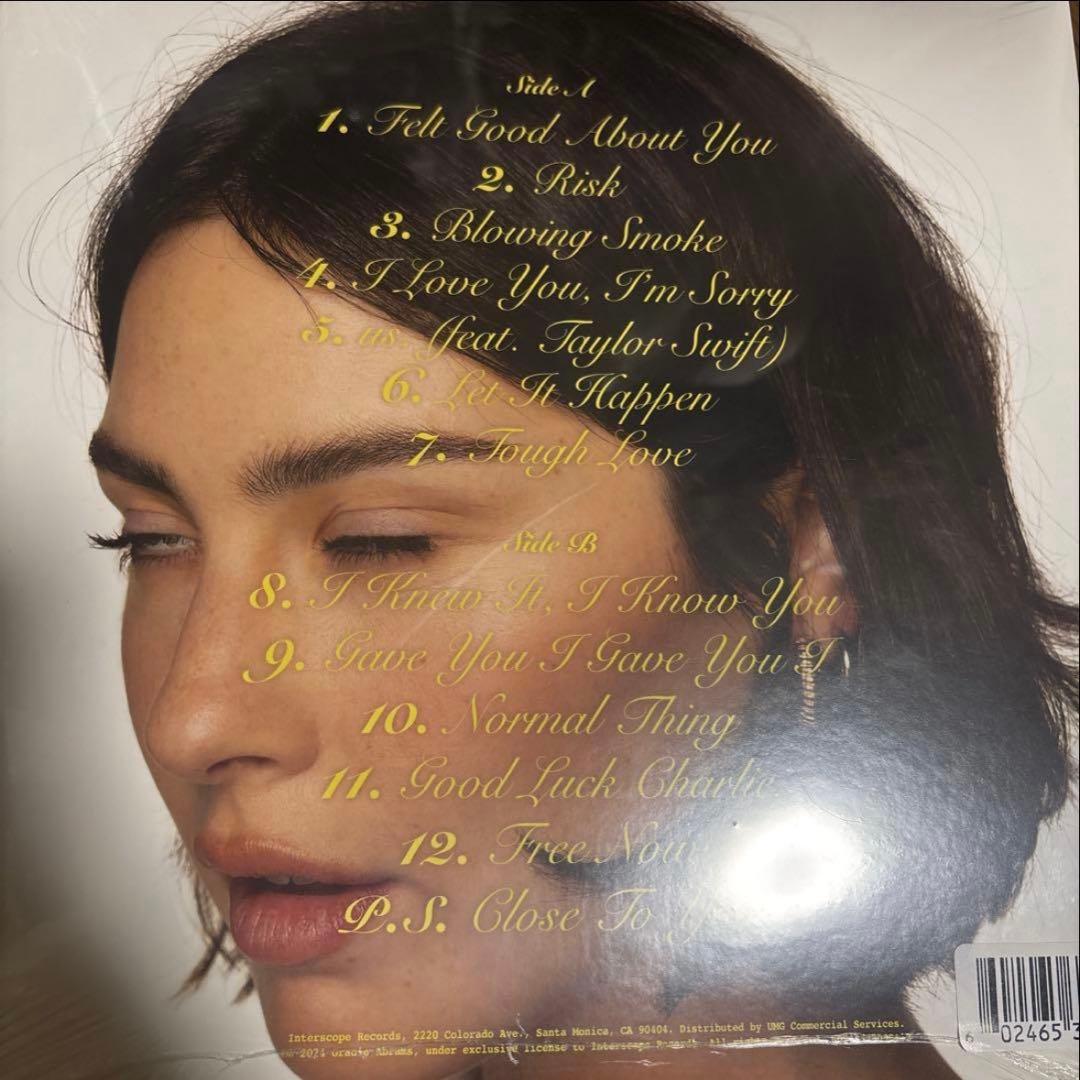 Side A
1. Felt Good About You
2. Risk
3. Blowing Smoke
4. I Love You, I'm Sorry
5. us. (feat. Taylor Swift)
6. Let It Happen
7. Tough Love
Side B
8. I Knew It, I Know You
9. Gave You I Gave You I
10. Normal Thing
11. Good Luck Charlie
12. Free Now
P.S. Close To
Interscope Records, 2220 Colorado Ave., Santa Monica, CA 90404. Distributed by UMG Commercial Services.
2024 Gracie Abrams, under exclusive license to Interscope Records. All
6 02465 3